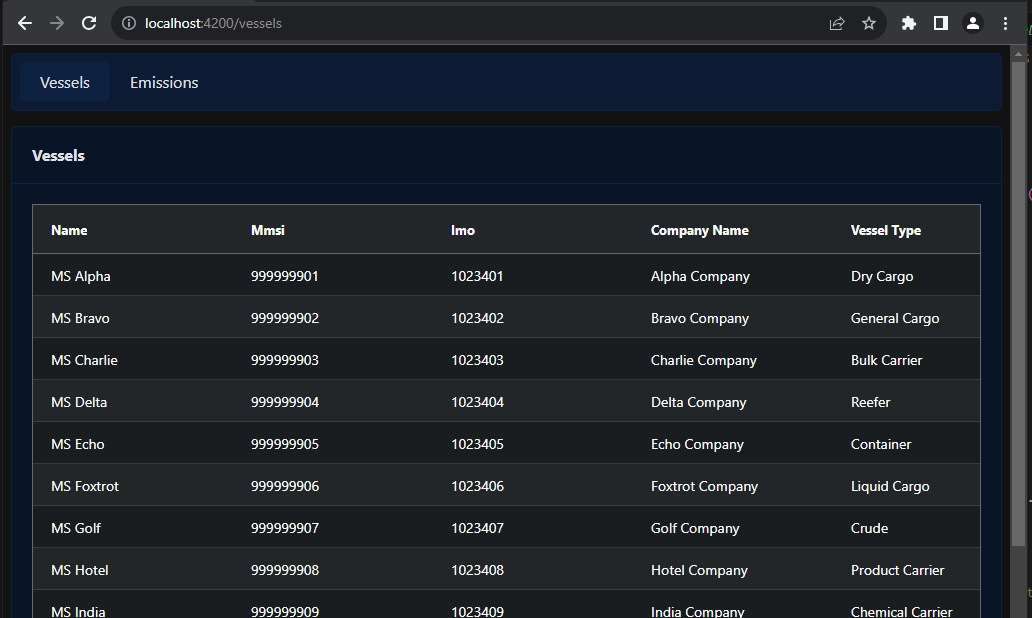 localhost:4200/vessels
Vessels Emissions
Vessels
Name Mmsi Imo Company Name Vessel Type
MS Alpha 999999901 1023401 Alpha Company Dry Cargo
MS Bravo 999999902 1023402 Bravo Company General Cargo
MS Charlie 999999903 1023403 Charlie Company Bulk Carrier
MS Delta 999999904 1023404 Delta Company Reefer
MS Echo 999999905 1023405 Echo Company Container
MS Foxtrot 999999906 1023406 Foxtrot Company Liquid Cargo
MS Golf 999999907 1023407 Golf Company Crude
MS Hotel 999999908 1023408 Hotel Company Product Carrier
MS India 999999909 1023409 India Company Chemical Carrier